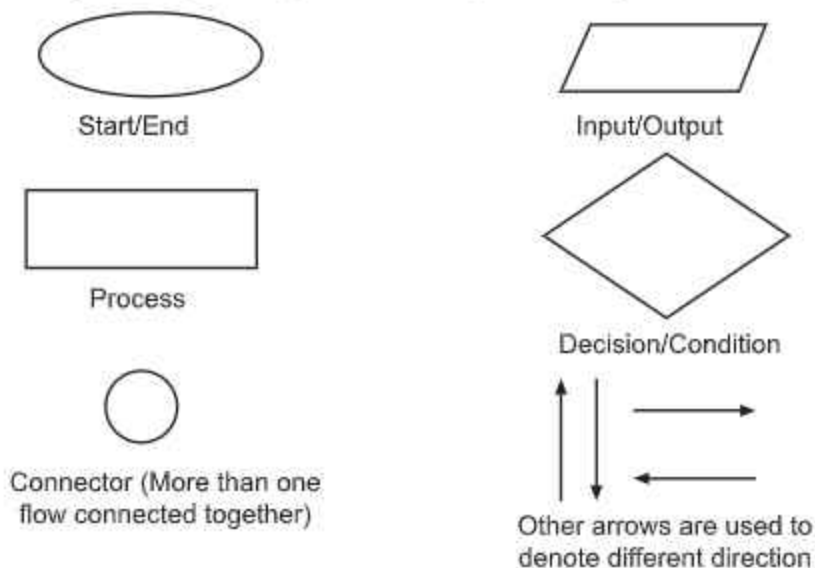 Start/End
Input/Output
Process
Decision/Condition
Connector (More than one
flow connected together)
Other arrows are used to
denote different direction